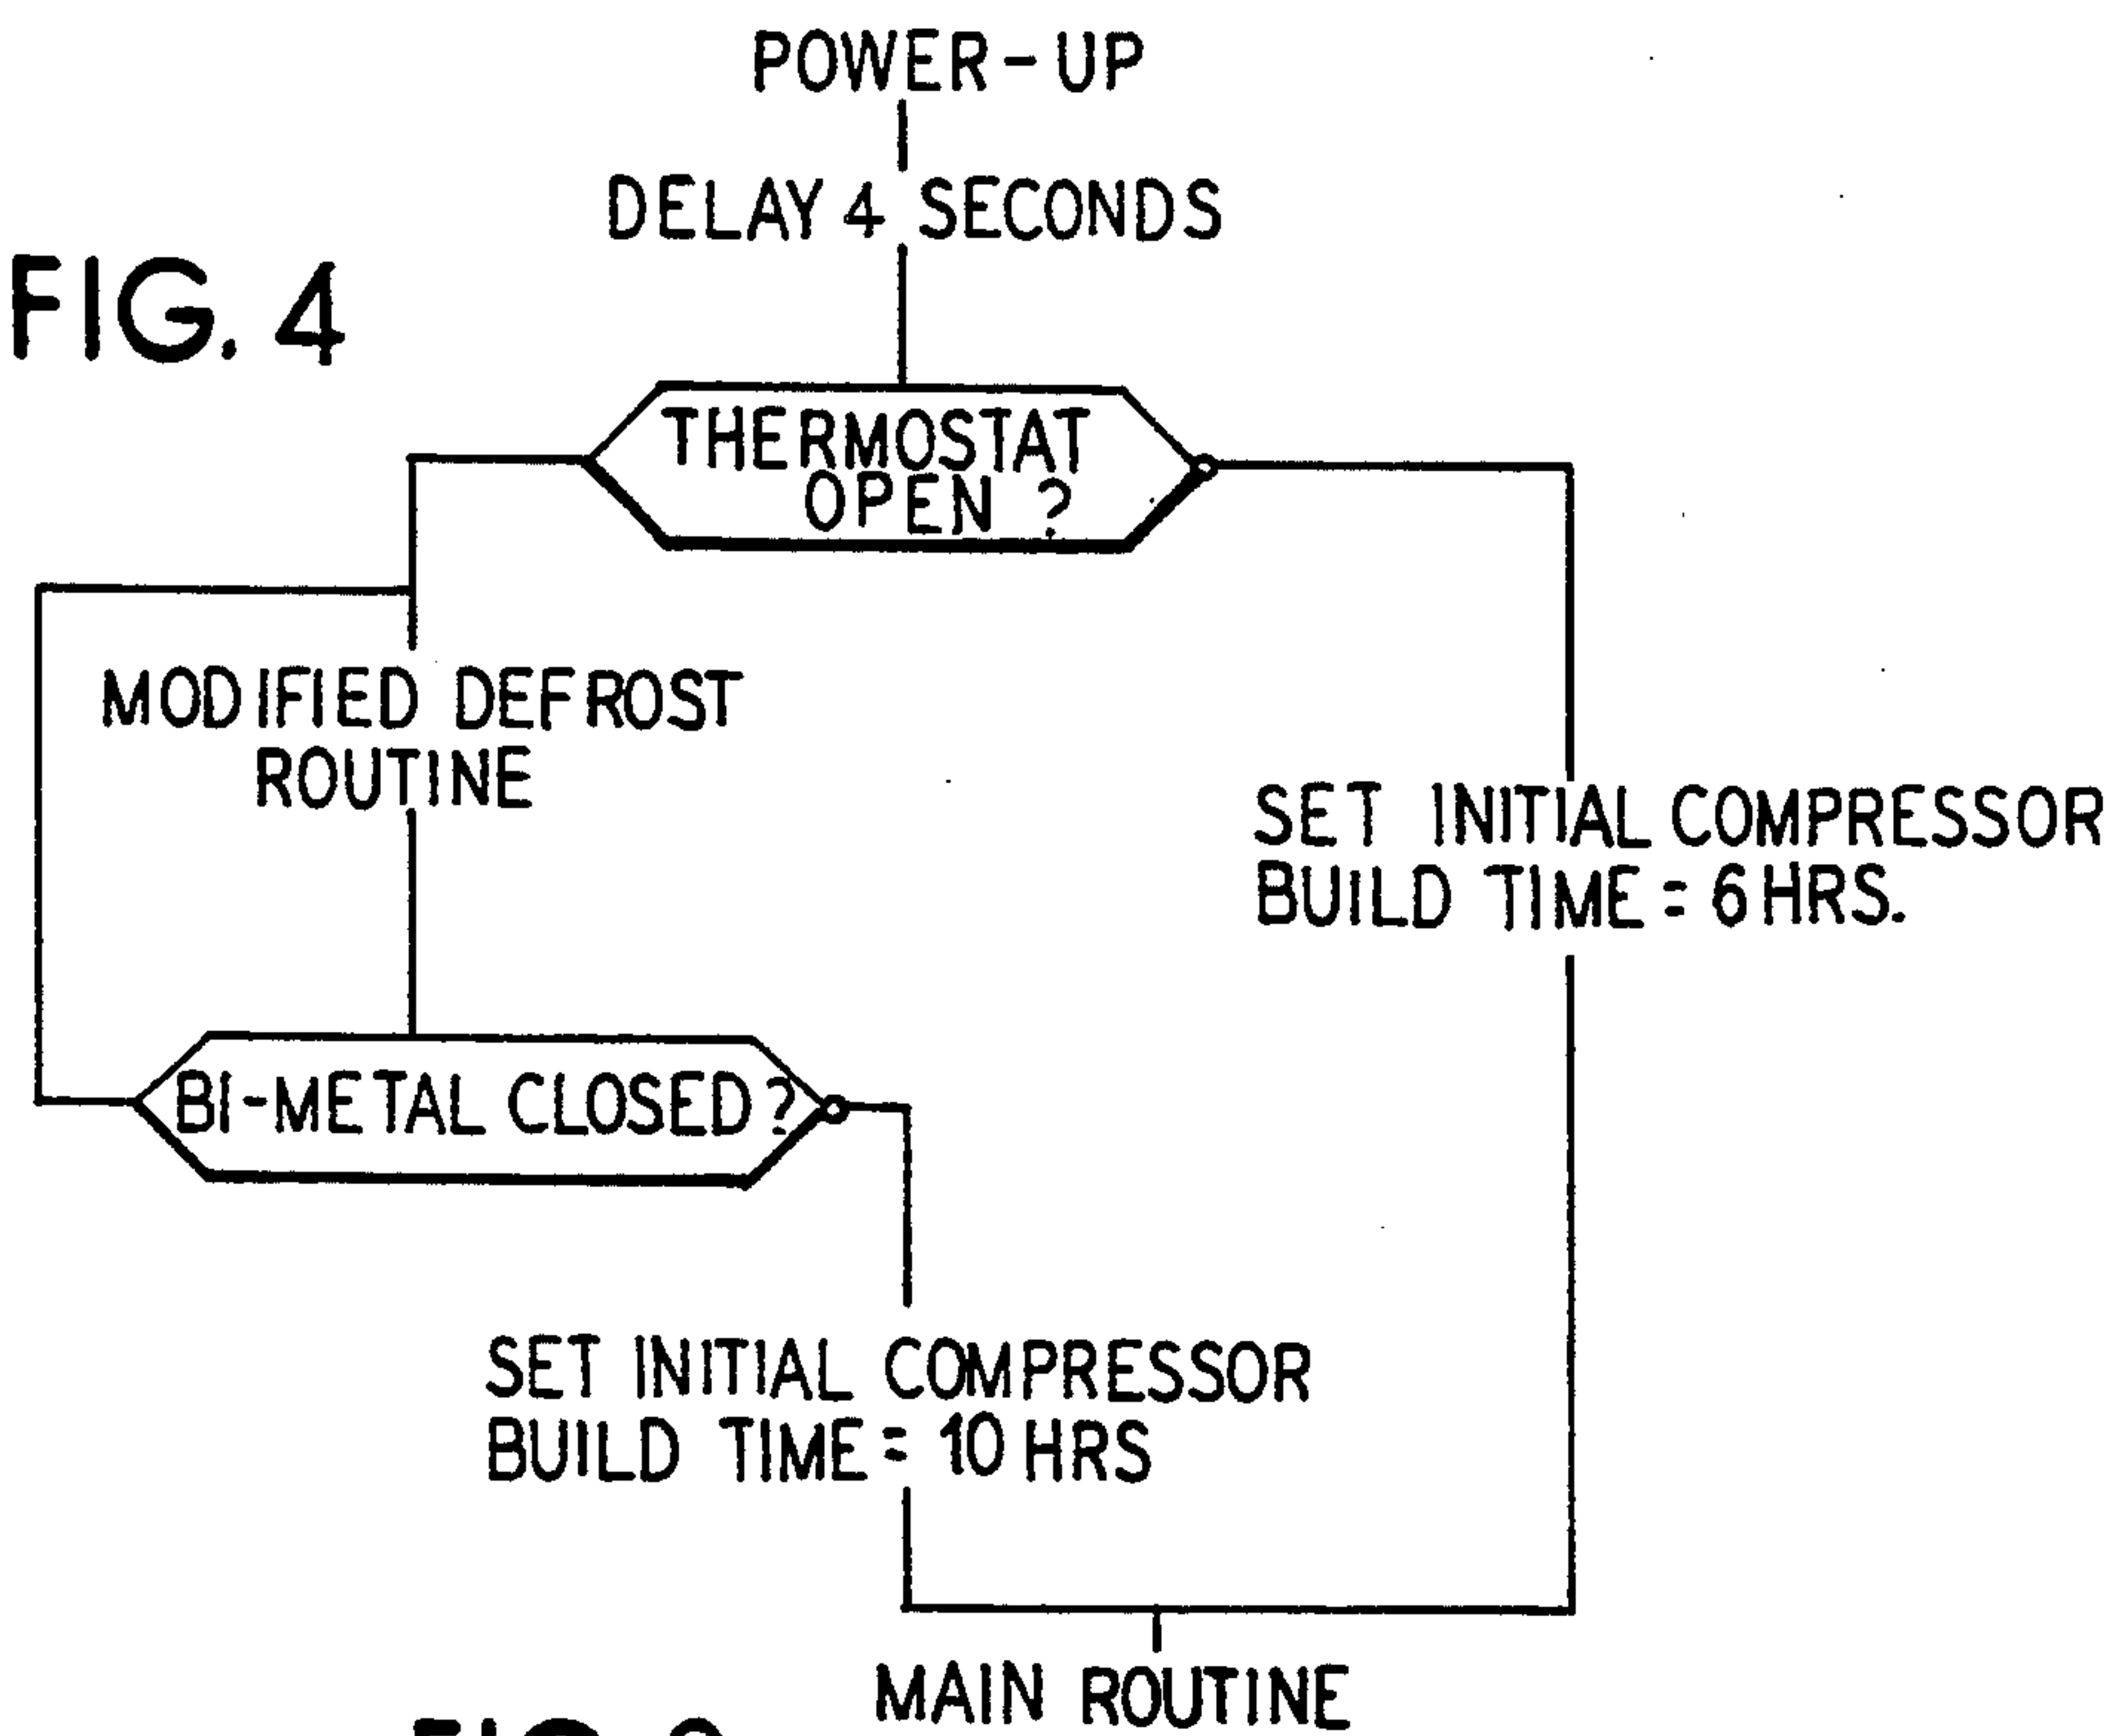 POWER-UP
DELAY 4 SECONDS
FIG. 4
THERMOSTAT
OPEN ?
MODIFIED DEFROST
ROUTINE
SET INITIAL COMPRESSOR
BUILD TIME = 6 HRS.
BI-METAL CLOSED ?
SET INITIAL COMPRESSOR
BUILD TIME = 10 HRS
MAIN ROUTINE